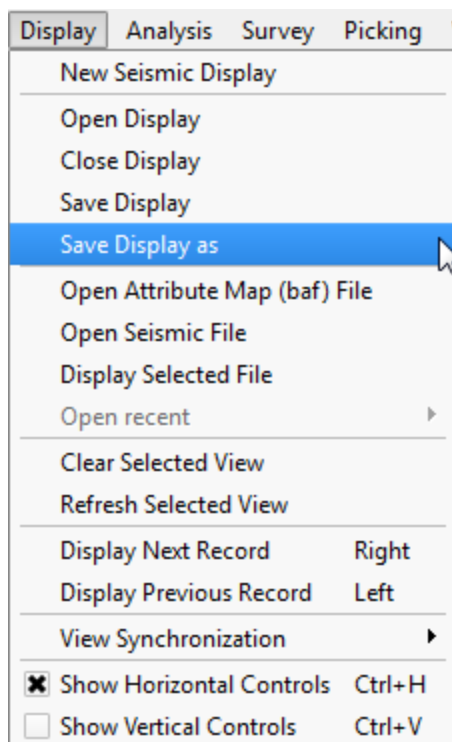 Display Analysis Survey Picking
New Seismic Display
Open Display
Close Display
Save Display
Save Display as
Open Attribute Map (baf) File
Open Seismic File
Display Selected File
Open recent
Clear Selected View
Refresh Selected View
Display Next Record Right
Display Previous Record Left
View Synchronization
Show Horizontal Controls Ctrl+H
Show Vertical Controls Ctrl+V